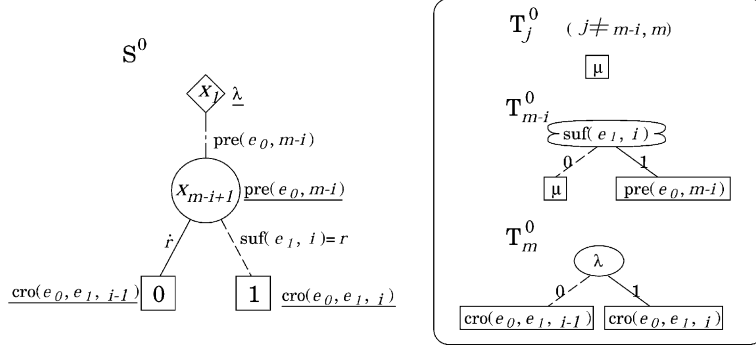 S^0
x_1 λ
pre(e_0, m-i)
x_{m-i+1} pre(e_0, m-i)
ṙ suf(e_1, i)=r
cro(e_0, e_1, i-1) 0 1 cro(e_0, e_1, i)
T_j^0 (j≠m-i, m)
μ
T_{m-i}^0
suf(e_1, i)
0 1
μ pre(e_0, m-i)
T_m^0
λ
0 1
cro(e_0, e_1, i-1) cro(e_0, e_1, i)